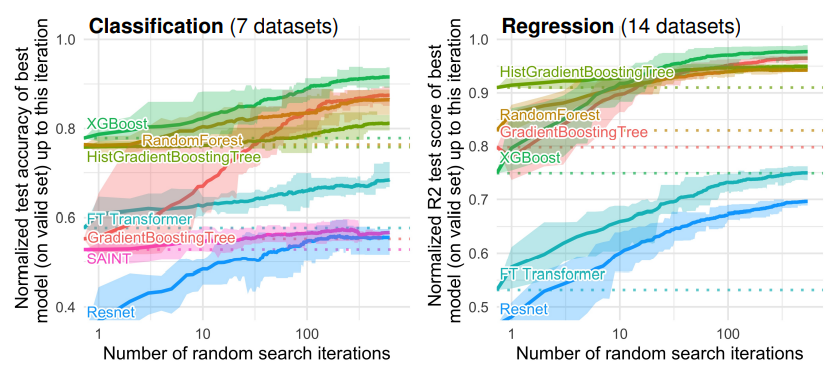 Classification (7 datasets)
Normalized test accuracy of best
model (on valid set) up to this iteration
1.0
0.8
0.6
0.4
XGBoost
RandomForest
HistGradientBoostingTree
FT Transformer
GradientBoostingTree
SAINT
Resnet
1
10
100
Number of random search iterations
Regression (14 datasets)
Normalized R2 test score of best
model (on valid set) up to this iteration
1.0
0.9
0.8
0.7
0.6
0.5
HistGradientBoostingTree
RandomForest
GradientBoostingTree
XGBoost
FT Transformer
Resnet
1
10
100
Number of random search iterations